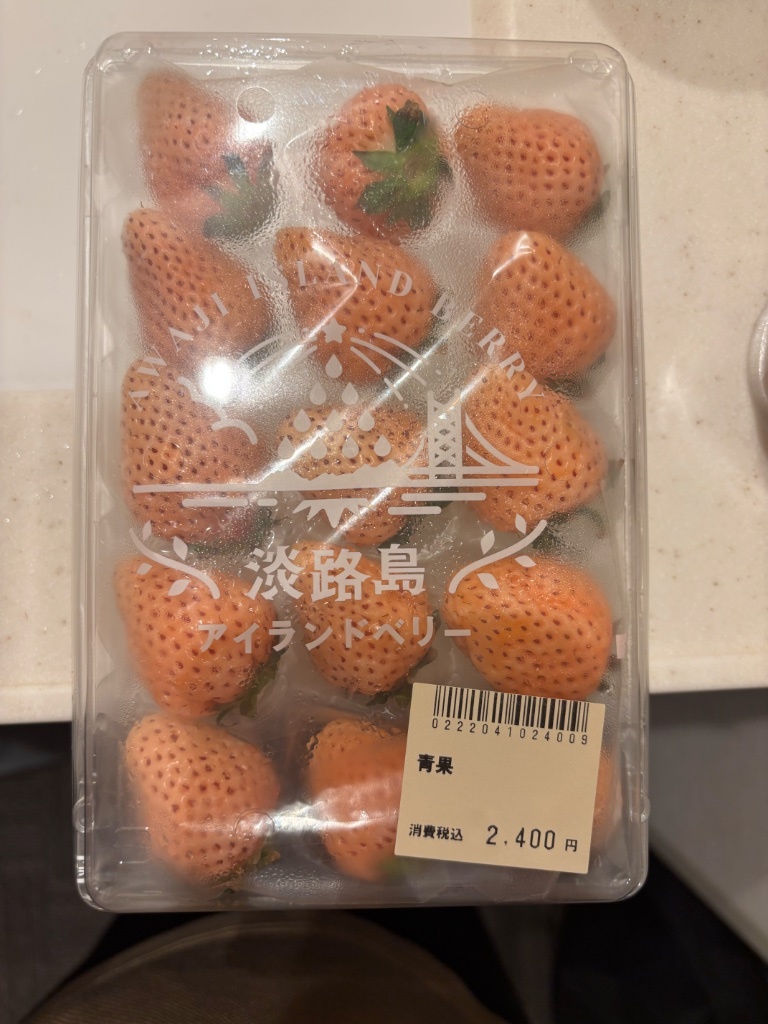 AWAJI ISLAND BERRY
淡路島
アイランドベリー
0222041024009
青果
消費税込 2,400円